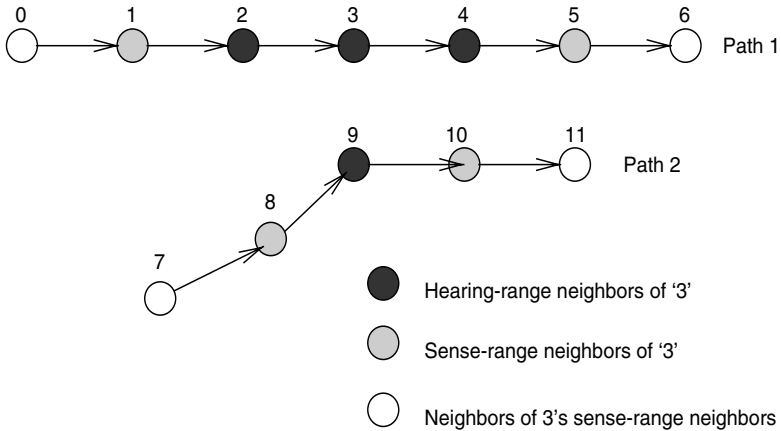 0 1 2 3 4 5 6
Path 1
9 10 11
Path 2
8
7
Hearing-range neighbors of ‘3’
Sense-range neighbors of ‘3’
Neighbors of 3's sense-range neighbors